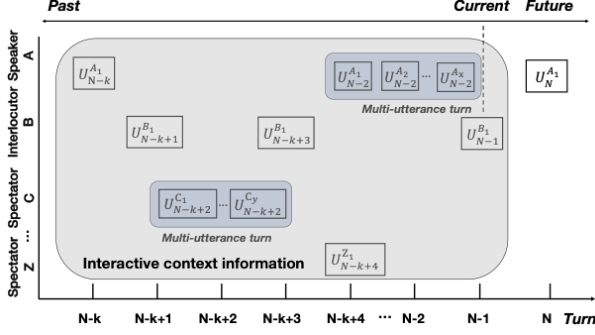 Past Current Future
Speaker A
Interlocutor B
Spectator C
...
Spectator Z
U^{A_1}_{N-k}
U^{A_1}_{N-2} U^{A_2}_{N-2} ... U^{A_x}_{N-2}
U^{A_1}_{N}
Multi-utterance turn
U^{B_1}_{N-k+1}
U^{B_1}_{N-k+3}
U^{B_1}_{N-1}
U^{C_1}_{N-k+2} ... U^{C_y}_{N-k+2}
Multi-utterance turn
U^{Z_1}_{N-k+4}
Interactive context information
N-k N-k+1 N-k+2 N-k+3 N-k+4 ... N-2 N-1 N Turn